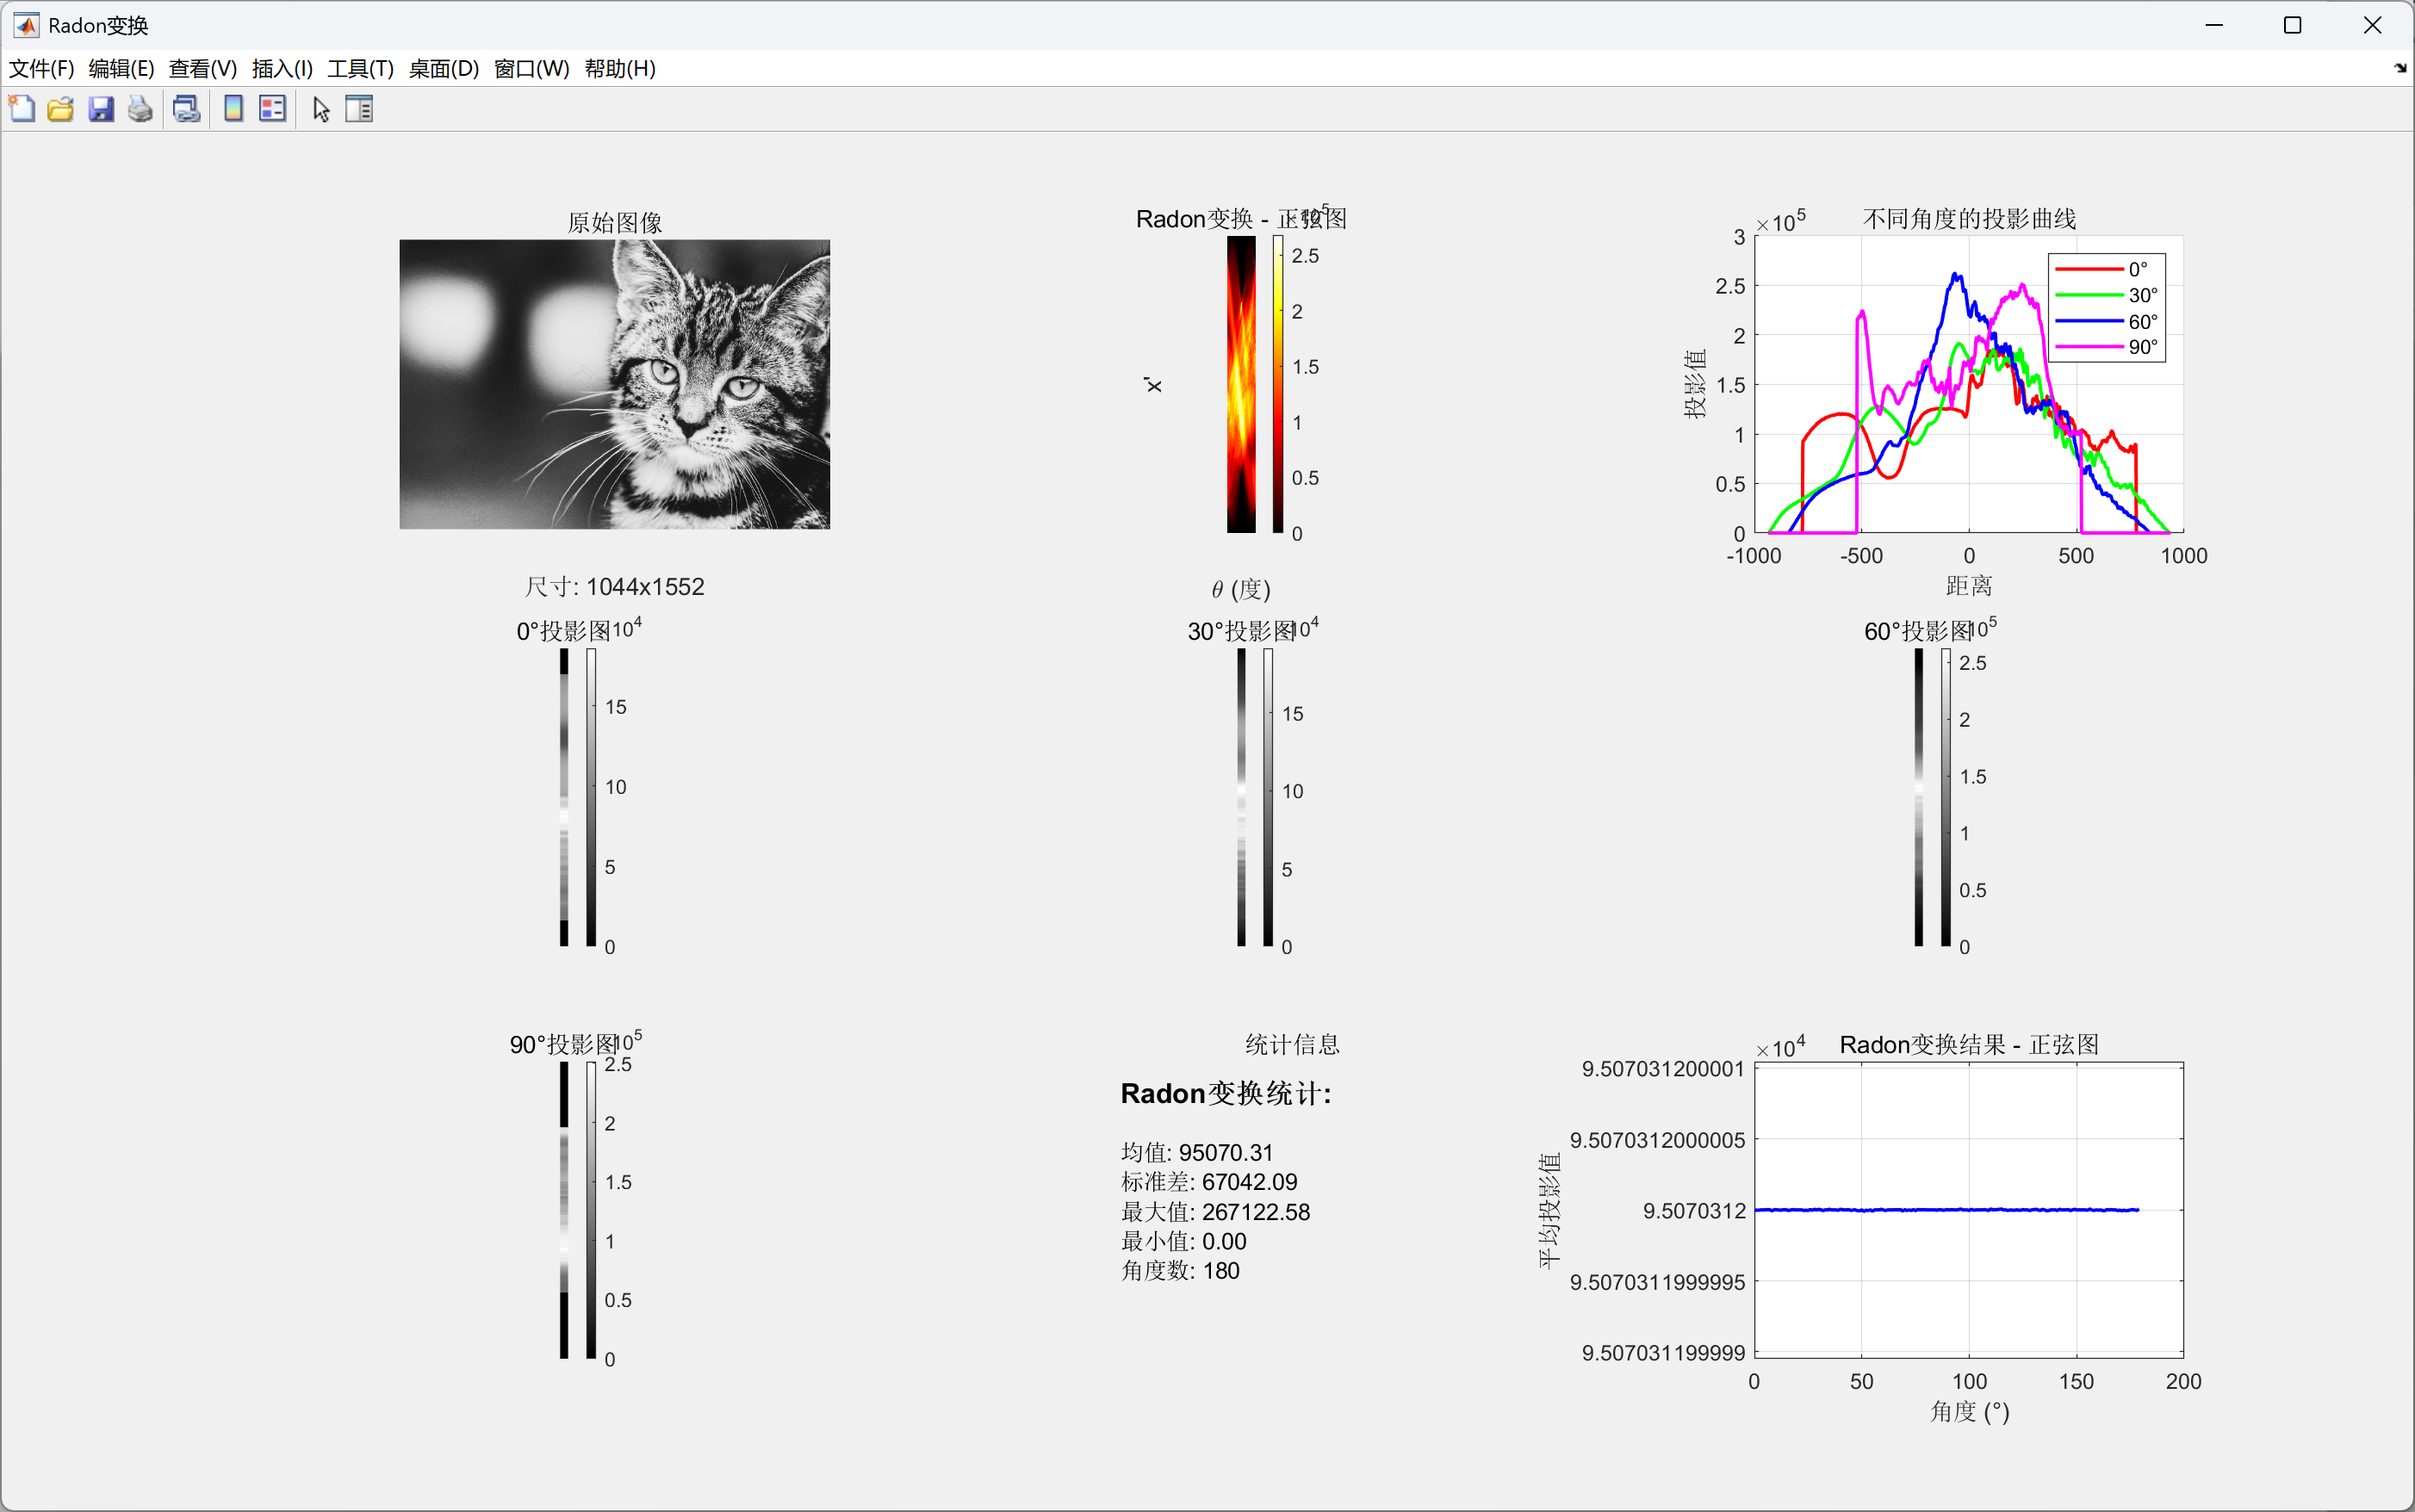 Radon变换
文件(F) 编辑(E) 查看(V) 插入(I) 工具(T) 桌面(D) 窗口(W) 帮助(H)
原始图像
尺寸: 1044x1552
Radon变换 - 正弦图
×10^5
2.5
2
1.5
1
0.5
0
x'
θ (度)
不同角度的投影曲线
×10^5
3
2.5
2
1.5
1
0.5
0
-1000 -500 0 500 1000
投影值
距离
0°
30°
60°
90°
0°投影图
10^4
15
10
5
0
30°投影图
10^4
15
10
5
0
60°投影图
10^5
2.5
2
1.5
1
0.5
0
90°投影图
10^5
2.5
2
1.5
1
0.5
0
统计信息
Radon变换统计:
均值: 95070.31
标准差: 67042.09
最大值: 267122.58
最小值: 0.00
角度数: 180
Radon变换结果 - 正弦图
×10^4
9.507031200001
9.5070312000005
9.5070312
9.5070311999995
9.507031199999
0 50 100 150 200
平均投影值
角度 (°)